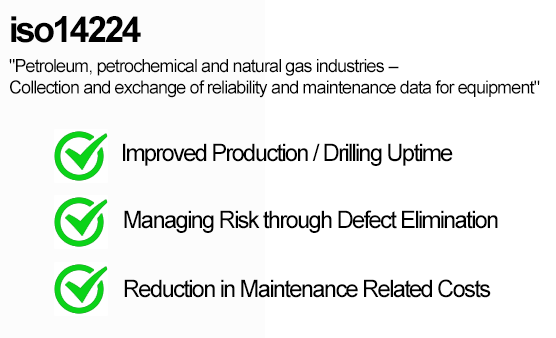 iso14224
"Petroleum, petrochemical and natural gas industries –
Collection and exchange of reliability and maintenance data for equipment"
Improved Production / Drilling Uptime
Managing Risk through Defect Elimination
Reduction in Maintenance Related Costs